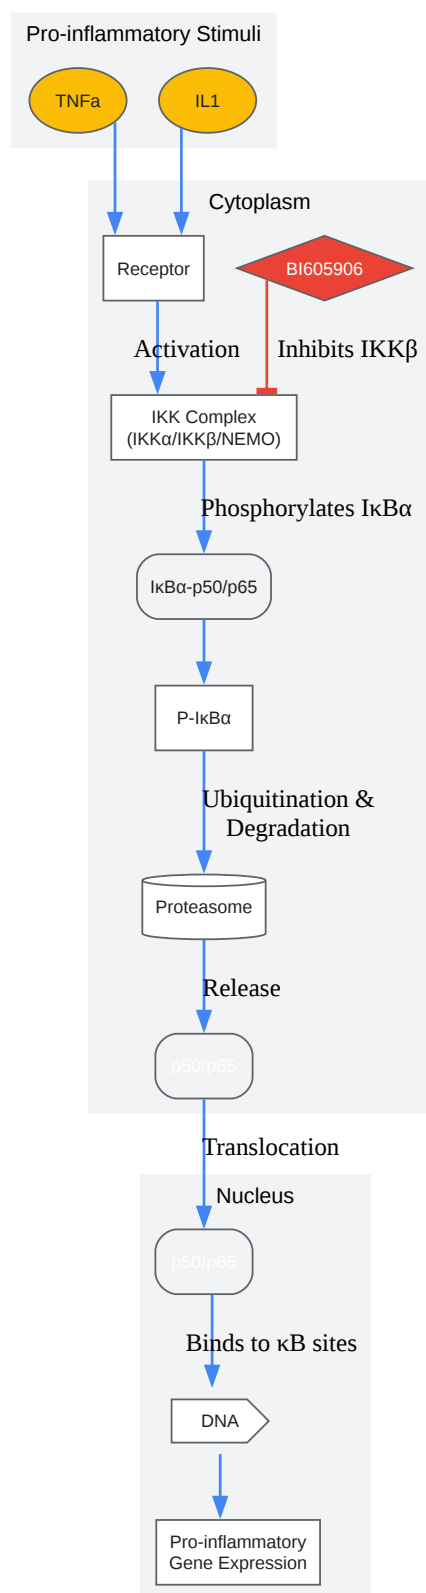 Pro-inflammatory Stimuli
TNFa
IL1
Cytoplasm
Receptor
BI605906
Activation
Inhibits IKKβ
IKK Complex
(IKKα/IKKβ/NEMO)
Phosphorylates IκBα
IκBα-p50/p65
P-IκBα
Ubiquitination &
Degradation
Proteasome
Release
p50/p65
Translocation
Nucleus
p50/p65
Binds to κB sites
DNA
Pro-inflammatory
Gene Expression